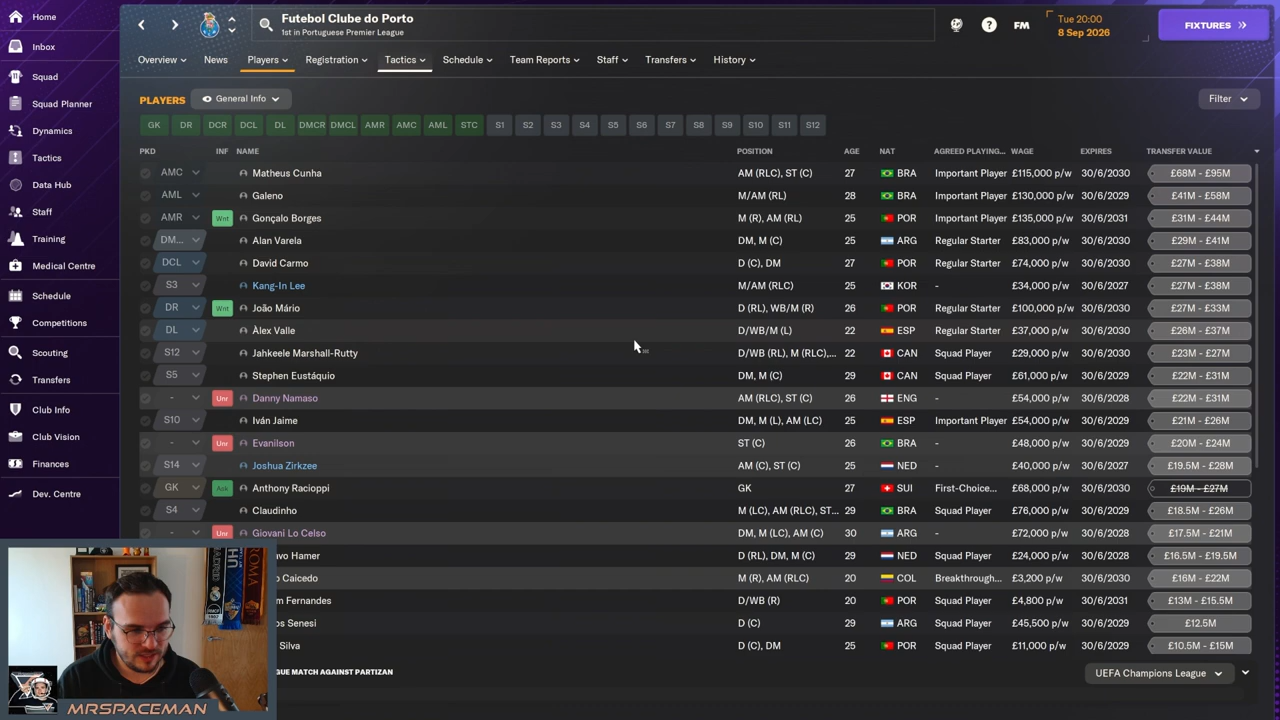 Home
Inbox
Squad
Squad Planner
Dynamics
Tactics
Data Hub
Staff
Training
Medical Centre
Schedule
Competitions
Scouting
Transfers
Club Info
Club Vision
Finances
Dev. Centre
Futebol Clube do Porto
1st in Portuguese Premier League
FM
Tue 20:00
8 Sep 2026
FIXTURES
Overview News Players Registration Tactics Schedule Team Reports Staff Transfers History
PLAYERS General Info Filter
GK DR DCR DCL DL DMCR DMCL AMR AMC AML STC S1 S2 S3 S4 S5 S6 S7 S8 S9 S10 S11 S12
PKD INF NAME POSITION AGE NAT AGREED PLAYING... WAGE EXPIRES TRANSFER VALUE
AMC Matheus Cunha AM (RLC), ST (C) 27 BRA Important Player £115,000 p/w 30/6/2030 £68M - £95M
AML Galeno M/AM (RL) 28 BRA Important Player £130,000 p/w 30/6/2029 £41M - £58M
AMR Wnt Gonçalo Borges M (R), AM (RL) 25 POR Important Player £135,000 p/w 30/6/2031 £31M - £44M
DM... Alan Varela DM, M (C) 25 ARG Regular Starter £83,000 p/w 30/6/2030 £29M - £41M
DCL David Carmo D (C), DM 27 POR Regular Starter £74,000 p/w 30/6/2030 £27M - £38M
S3 Kang-In Lee M/AM (RLC) 25 KOR - £34,000 p/w 30/6/2027 £27M - £38M
DR Wnt João Mário D (RL), WB/M (R) 26 POR Regular Starter £100,000 p/w 30/6/2030 £27M - £33M
DL Àlex Valle D/WB/M (L) 22 ESP Regular Starter £37,000 p/w 30/6/2030 £26M - £37M
S12 Jahkeele Marshall-Rutty D/WB (RL), M (RLC),... 22 CAN Squad Player £29,000 p/w 30/6/2030 £23M - £27M
S5 Stephen Eustáquio DM, M (C) 29 CAN Squad Player £61,000 p/w 30/6/2029 £22M - £31M
- Unr Danny Namaso AM (RLC), ST (C) 26 ENG - £54,000 p/w 30/6/2028 £22M - £31M
S10 Iván Jaime DM, M (L), AM (LC) 25 ESP Important Player £54,000 p/w 30/6/2029 £21M - £26M
- Unr Evanilson ST (C) 26 BRA - £48,000 p/w 30/6/2029 £20M - £24M
S14 Joshua Zirkzee AM (C), ST (C) 25 NED - £40,000 p/w 30/6/2027 £19.5M - £28M
GK Ask Anthony Racioppi GK 27 SUI First-Choice... £68,000 p/w 30/6/2030 £19M - £27M
S4 Claudinho M (LC), AM (RLC), ST... 29 BRA Squad Player £76,000 p/w 30/6/2029 £18.5M - £26M
- Unr Giovani Lo Celso DM, M (LC), AM (C) 30 ARG - £72,000 p/w 30/6/2028 £17.5M - £21M
avo Hamer D (RL), DM, M (C) 29 NED Squad Player £24,000 p/w 30/6/2028 £16.5M - £19.5M
o Caicedo M (R), AM (RLC) 20 COL Breakthrough... £3,200 p/w 30/6/2030 £16M - £22M
m Fernandes D/WB (R) 20 POR Squad Player £4,800 p/w 30/6/2031 £13M - £15.5M
os Senesi D (C) 29 ARG Squad Player £45,500 p/w 30/6/2029 £12.5M
Silva D (C), DM 25 POR Squad Player £11,000 p/w 30/6/2029 £10.5M - £15M
GUE MATCH AGAINST PARTIZAN UEFA Champions League
ROMA
MRSPACEMAN